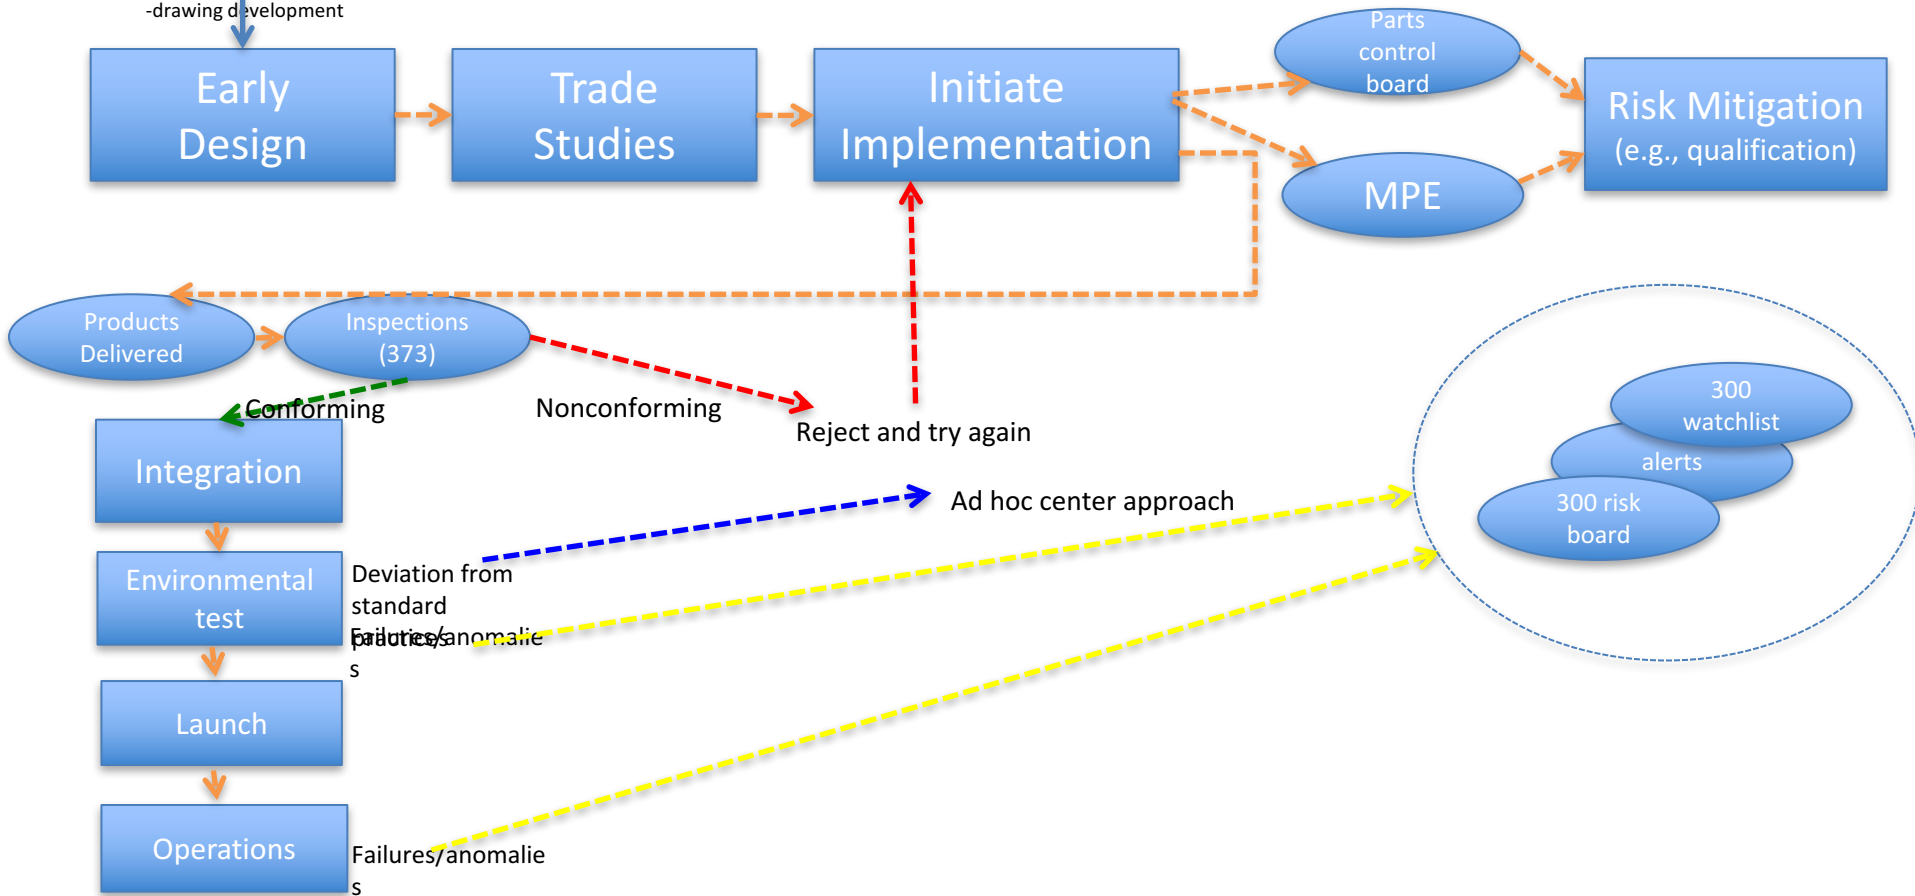 -drawing development
Early
Design
Trade
Studies
Initiate
Implementation
Parts
control
board
MPE
Risk Mitigation
(e.g., qualification)
Products
Delivered
Inspections
(373)
Conforming
Nonconforming
Reject and try again
300
watchlist
alerts
300 risk
board
Integration
Ad hoc center approach
Environmental
test
Deviation from
standard
practices
Failures/anomalie
s
Launch
Operations
Failures/anomalie
s